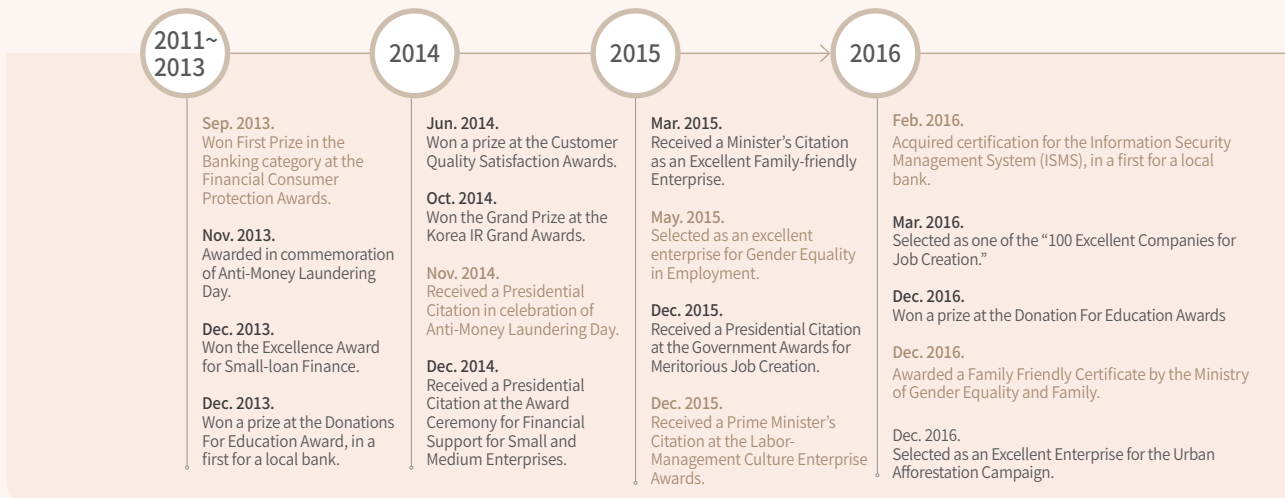 2011~
2013
2014
2015
2016
Sep. 2013.
Won First Prize in the
Banking category at the
Financial Consumer
Protection Awards.
Nov. 2013.
Awarded in commemoration
of Anti-Money Laundering
Day.
Dec. 2013.
Won the Excellence Award
for Small-loan Finance.
Dec. 2013.
Won a prize at the Donations
For Education Award, in a
first for a local bank.
Jun. 2014.
Won a prize at the Customer
Quality Satisfaction Awards.
Oct. 2014.
Won the Grand Prize at the
Korea IR Grand Awards.
Nov. 2014.
Received a Presidential
Citation in celebration of
Anti-Money Laundering Day.
Dec. 2014.
Received a Presidential
Citation at the Award
Ceremony for Financial
Support for Small and
Medium Enterprises.
Mar. 2015.
Received a Minister’s Citation
as an Excellent Family-friendly
Enterprise.
May. 2015.
Selected as an excellent
enterprise for Gender Equality
in Employment.
Dec. 2015.
Received a Presidential Citation
at the Government Awards for
Meritorious Job Creation.
Dec. 2015.
Received a Prime Minister’s
Citation at the Labor-
Management Culture Enterprise
Awards.
Feb. 2016.
Acquired certification for the Information Security
Management System (ISMS), in a first for a local
bank.
Mar. 2016.
Selected as one of the “100 Excellent Companies for
Job Creation.”
Dec. 2016.
Won a prize at the Donation For Education Awards
Dec. 2016.
Awarded a Family Friendly Certificate by the Ministry
of Gender Equality and Family.
Dec. 2016.
Selected as an Excellent Enterprise for the Urban
Afforestation Campaign.